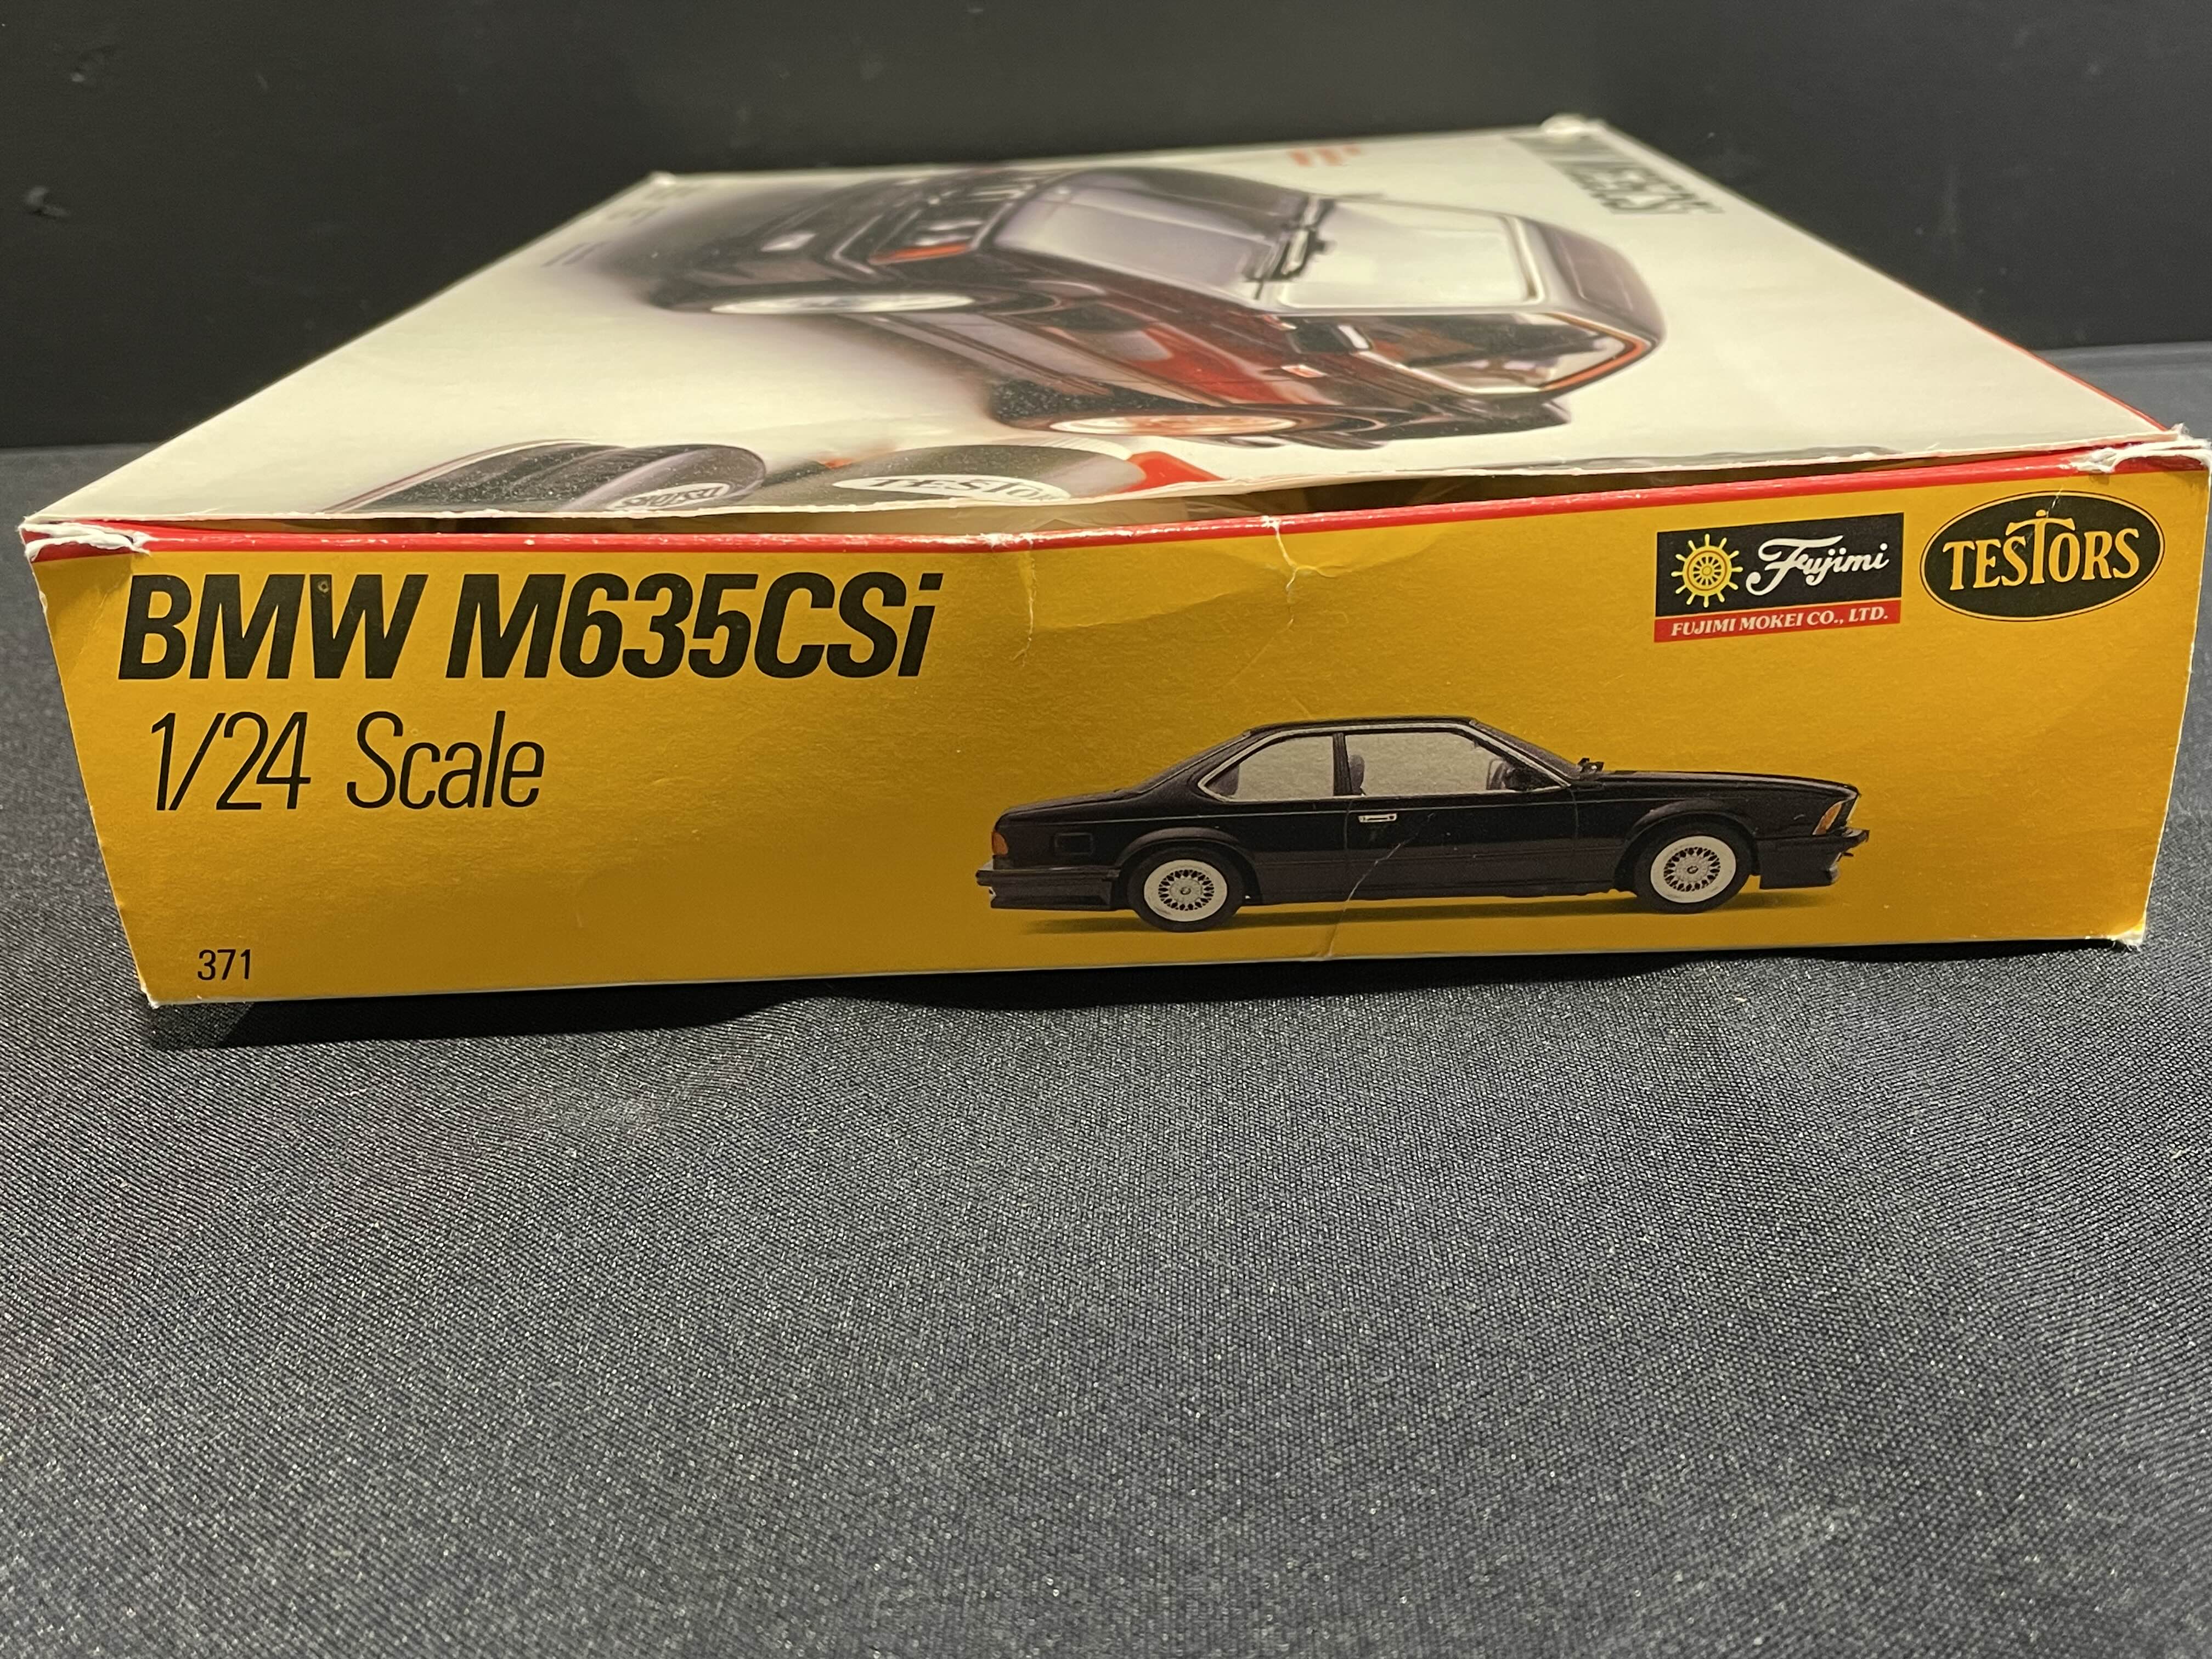 BMW M635CSi
1/24 Scale
371
Fujimi
FUJIMI MOKEI CO., LTD.
TESTORS